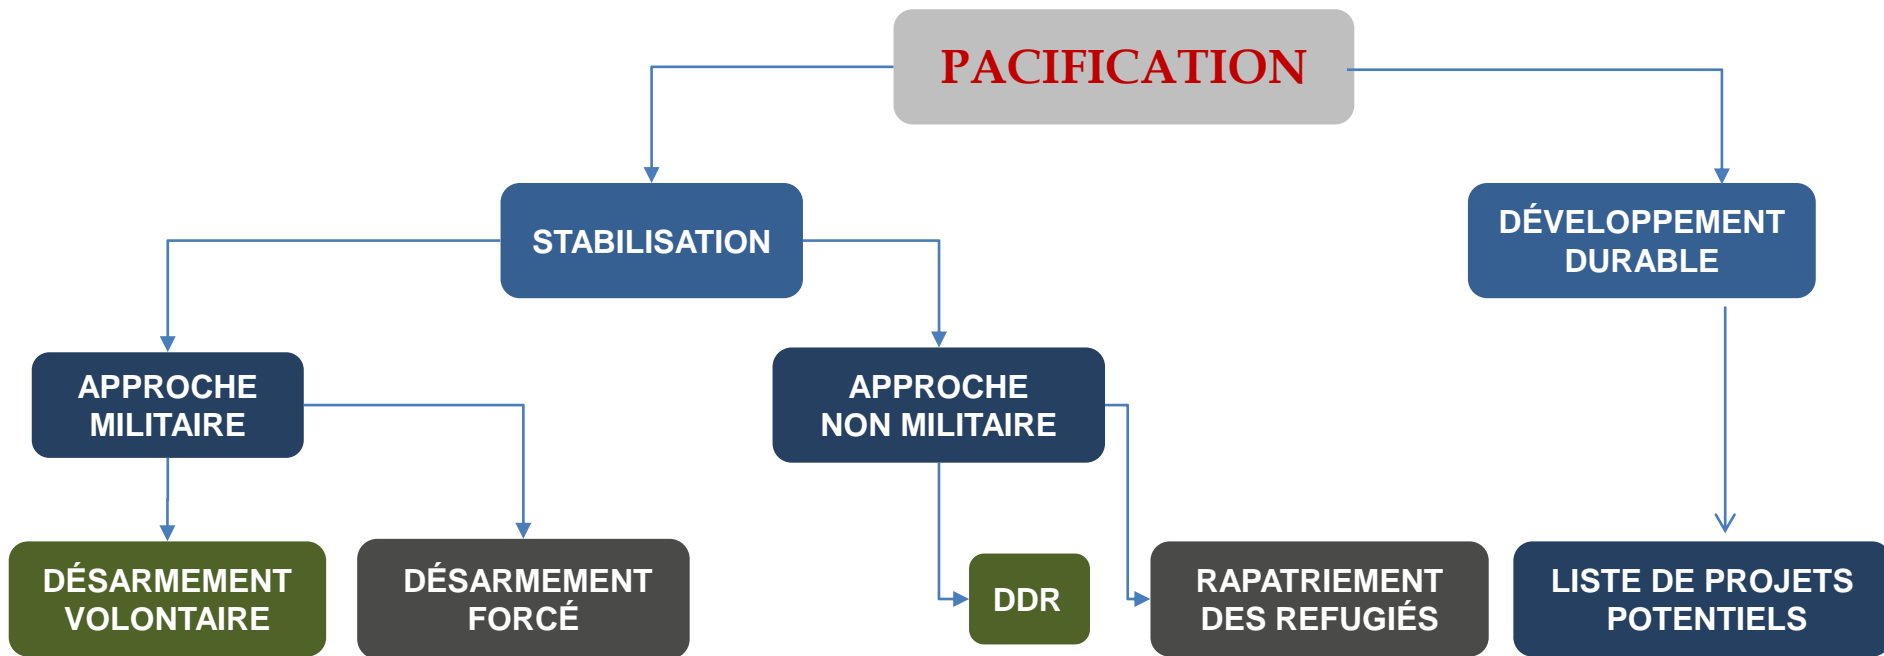 PACIFICATION
STABILISATION
DÉVELOPPEMENT
DURABLE
APPROCHE
MILITAIRE
APPROCHE
NON MILITAIRE
DÉSARMEMENT
VOLONTAIRE
DÉSARMEMENT
FORCÉ
DDR
RAPATRIEMENT
DES REFUGIÉS
LISTE DE PROJETS
POTENTIELS